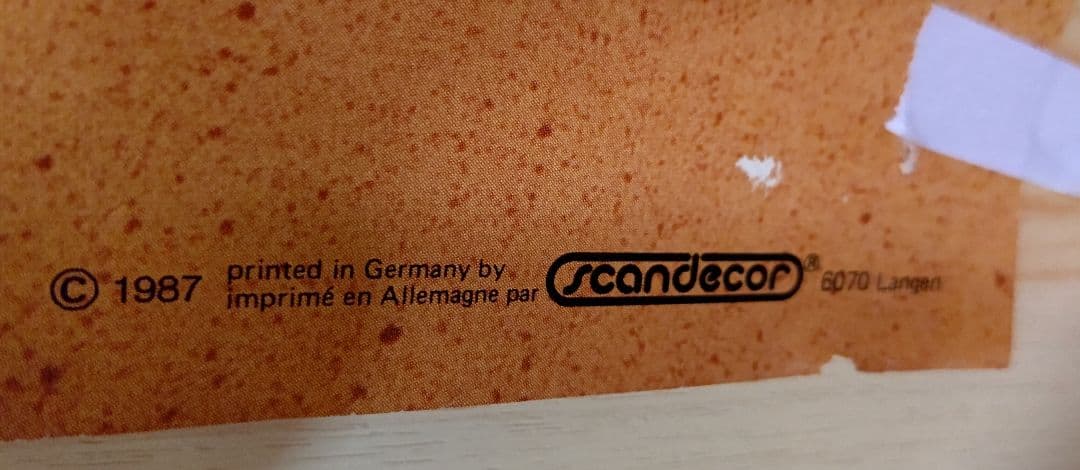 © 1987 printed in Germany by
imprimé en Allemagne par scandecor® 6070 Langen